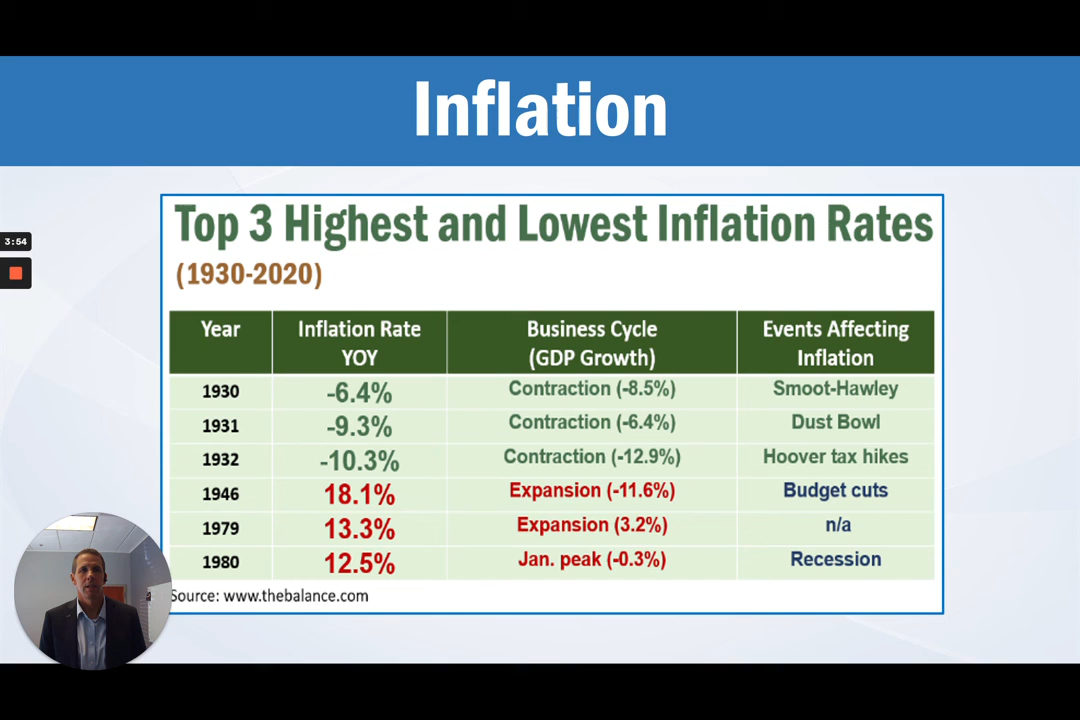 Inflation
Top 3 Highest and Lowest Inflation Rates
(1930-2020)
Year Inflation Rate YOY Business Cycle (GDP Growth) Events Affecting Inflation
1930 -6.4% Contraction (-8.5%) Smoot-Hawley
1931 -9.3% Contraction (-6.4%) Dust Bowl
1932 -10.3% Contraction (-12.9%) Hoover tax hikes
1946 18.1% Expansion (-11.6%) Budget cuts
1979 13.3% Expansion (3.2%) n/a
1980 12.5% Jan. peak (-0.3%) Recession
Source: www.thebalance.com
3:54